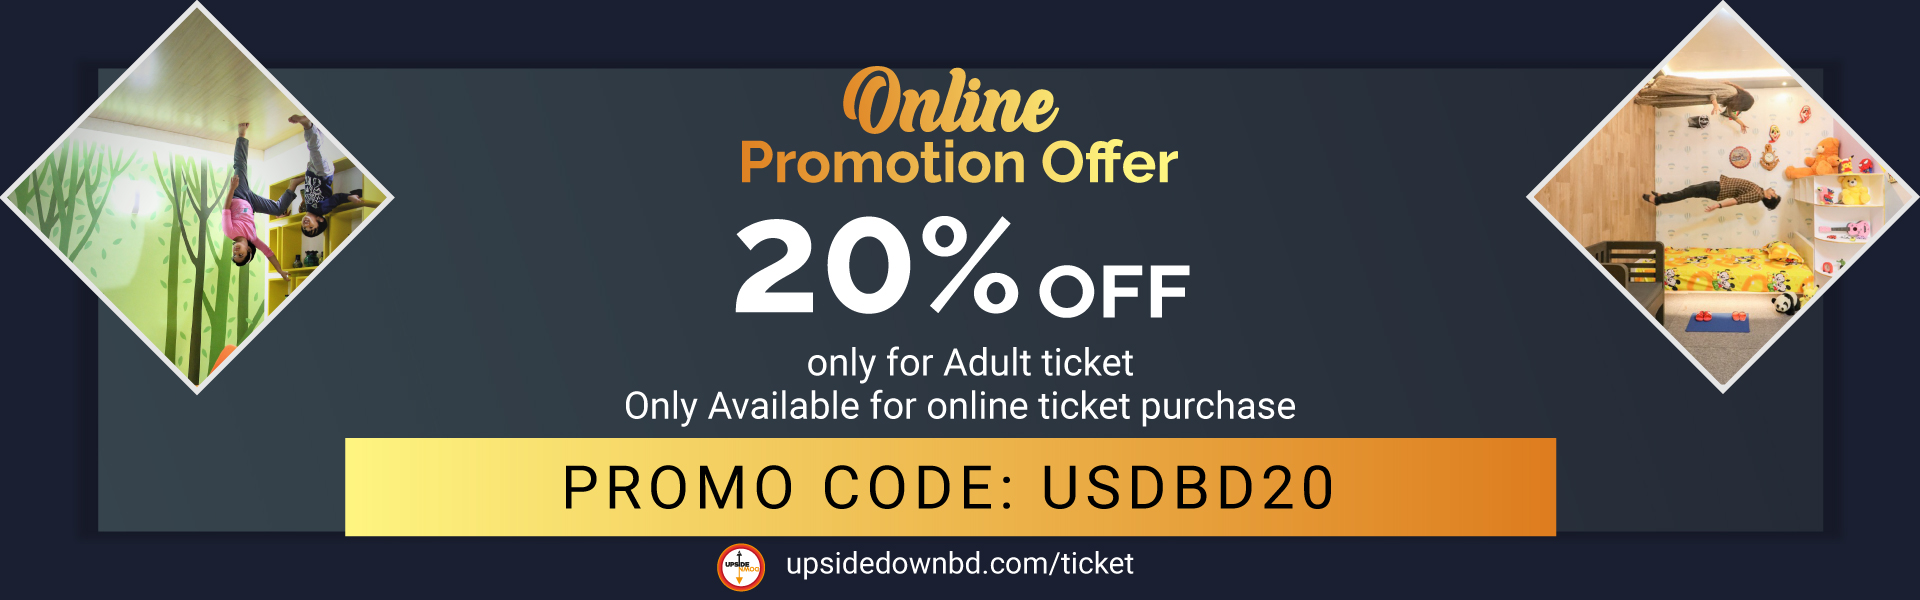 Online
Promotion Offer
20% OFF
only for Adult ticket
Only Available for online ticket purchase
PROMO CODE: USDBD20
UPSIDE
upsidedownbd.com/ticket